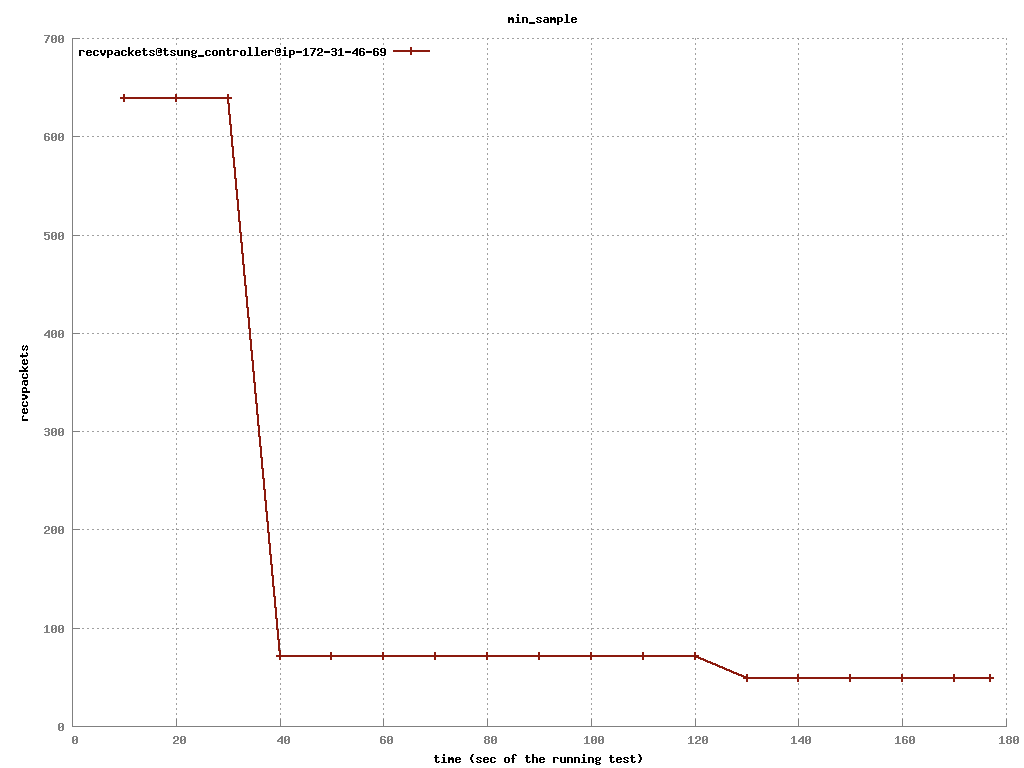 min_sample
recvpackets@tsung_controller@ip-172-31-46-69
700
600
500
400
300
200
100
0
recvpackets
0 20 40 60 80 100 120 140 160 180
time (sec of the running test)